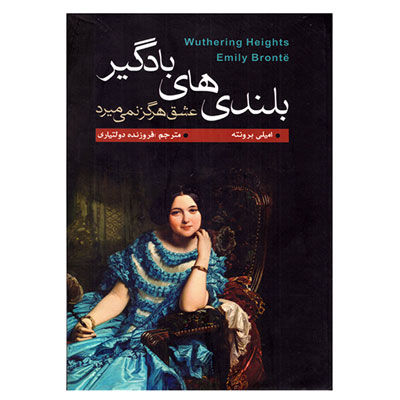 Wuthering Heights
Emily Brontë
بلندی های بادگیر
عشق هرگز نمی میرد
• امیلی برونته • مترجم :فروزنده دولتیاری